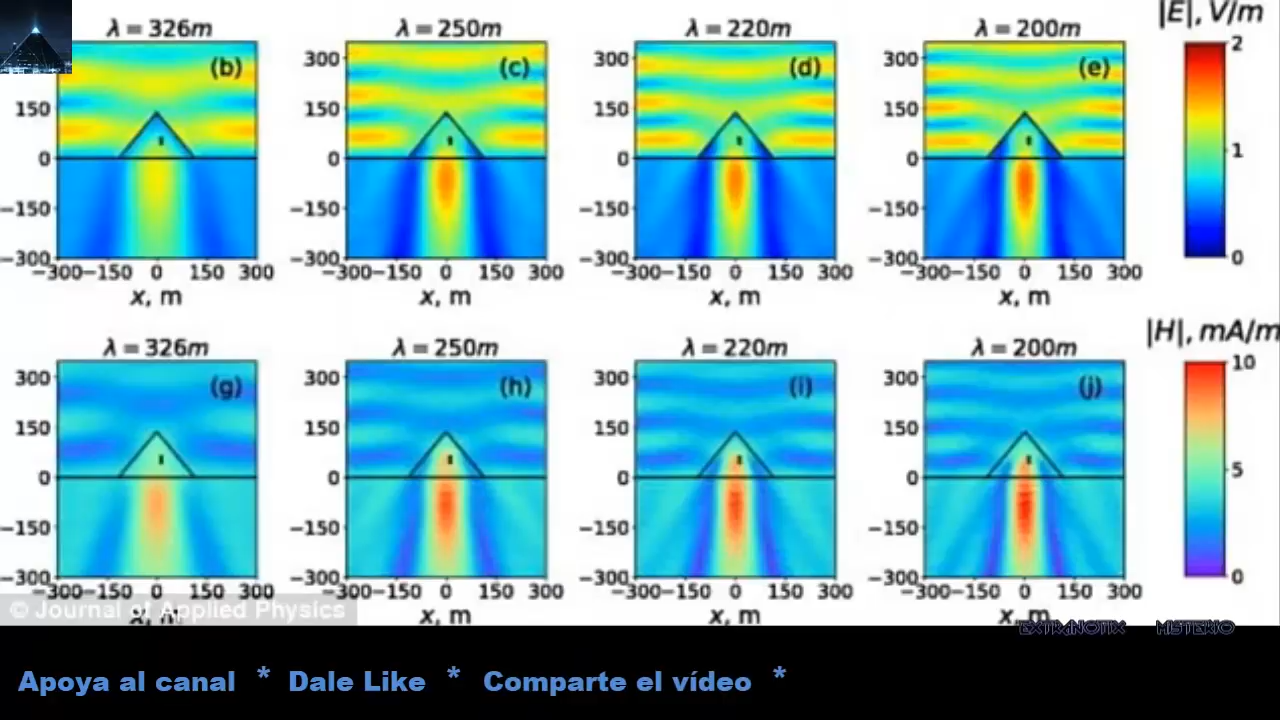 |E|, V/m
λ = 326m λ = 250m λ = 220m λ = 200m
(b) (c) (d) (e)
300 300 300 2
150 150 150 150
1
0 0 0 0
−150 −150 −150 −150
−300 −300 −300 −300 0
−300−150 0 150 300 −300−150 0 150 300 −300−150 0 150 300 −300−150 0 150 300
x, m x, m x, m x, m
|H|, mA/m
λ = 326m λ = 250m λ = 220m λ = 200m
(g) (h) (i) (j)
300 300 300 300 10
150 150 150 150
5
0 0 0 0
−150 −150 −150 −150
−300 −300 −300 −300 0
−300−150 0 150 300 −300−150 0 150 300 −300−150 0 150 300 −300−150 0 150 300
x, m x, m x, m x, m
© Journal of Applied Physics
EXTRANOTIX MISTERIO
Apoya al canal * Dale Like * Comparte el vídeo *